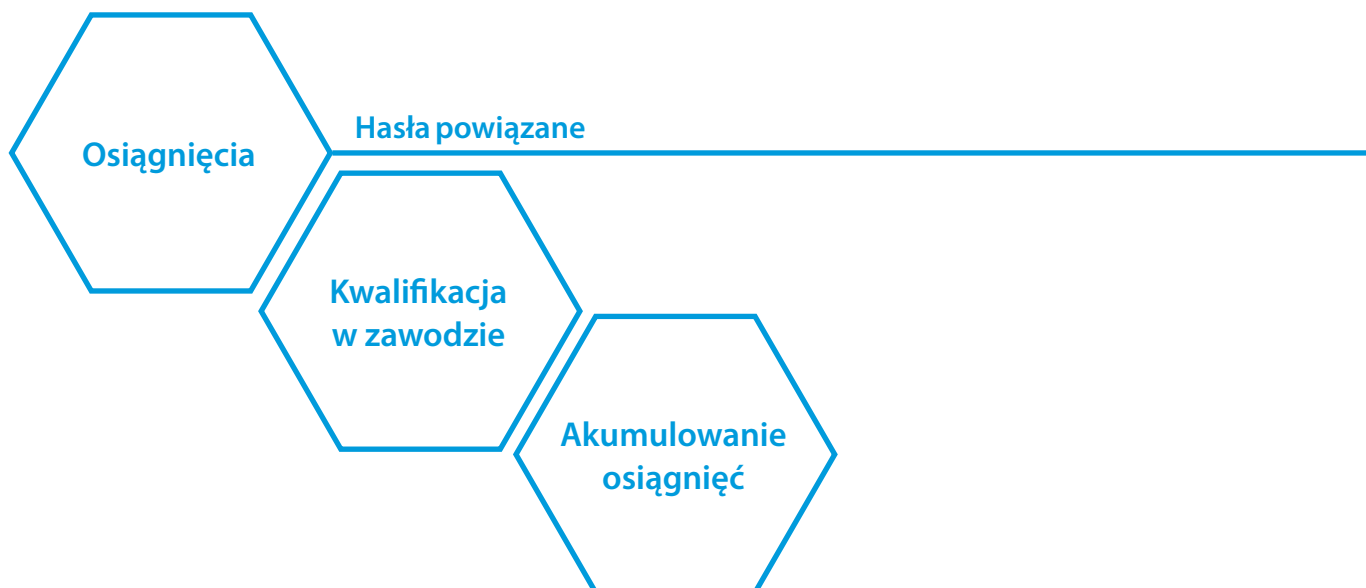 Osiągnięcia
Hasła powiązane
Kwalifikacja
w zawodzie
Akumulowanie
osiągnięć